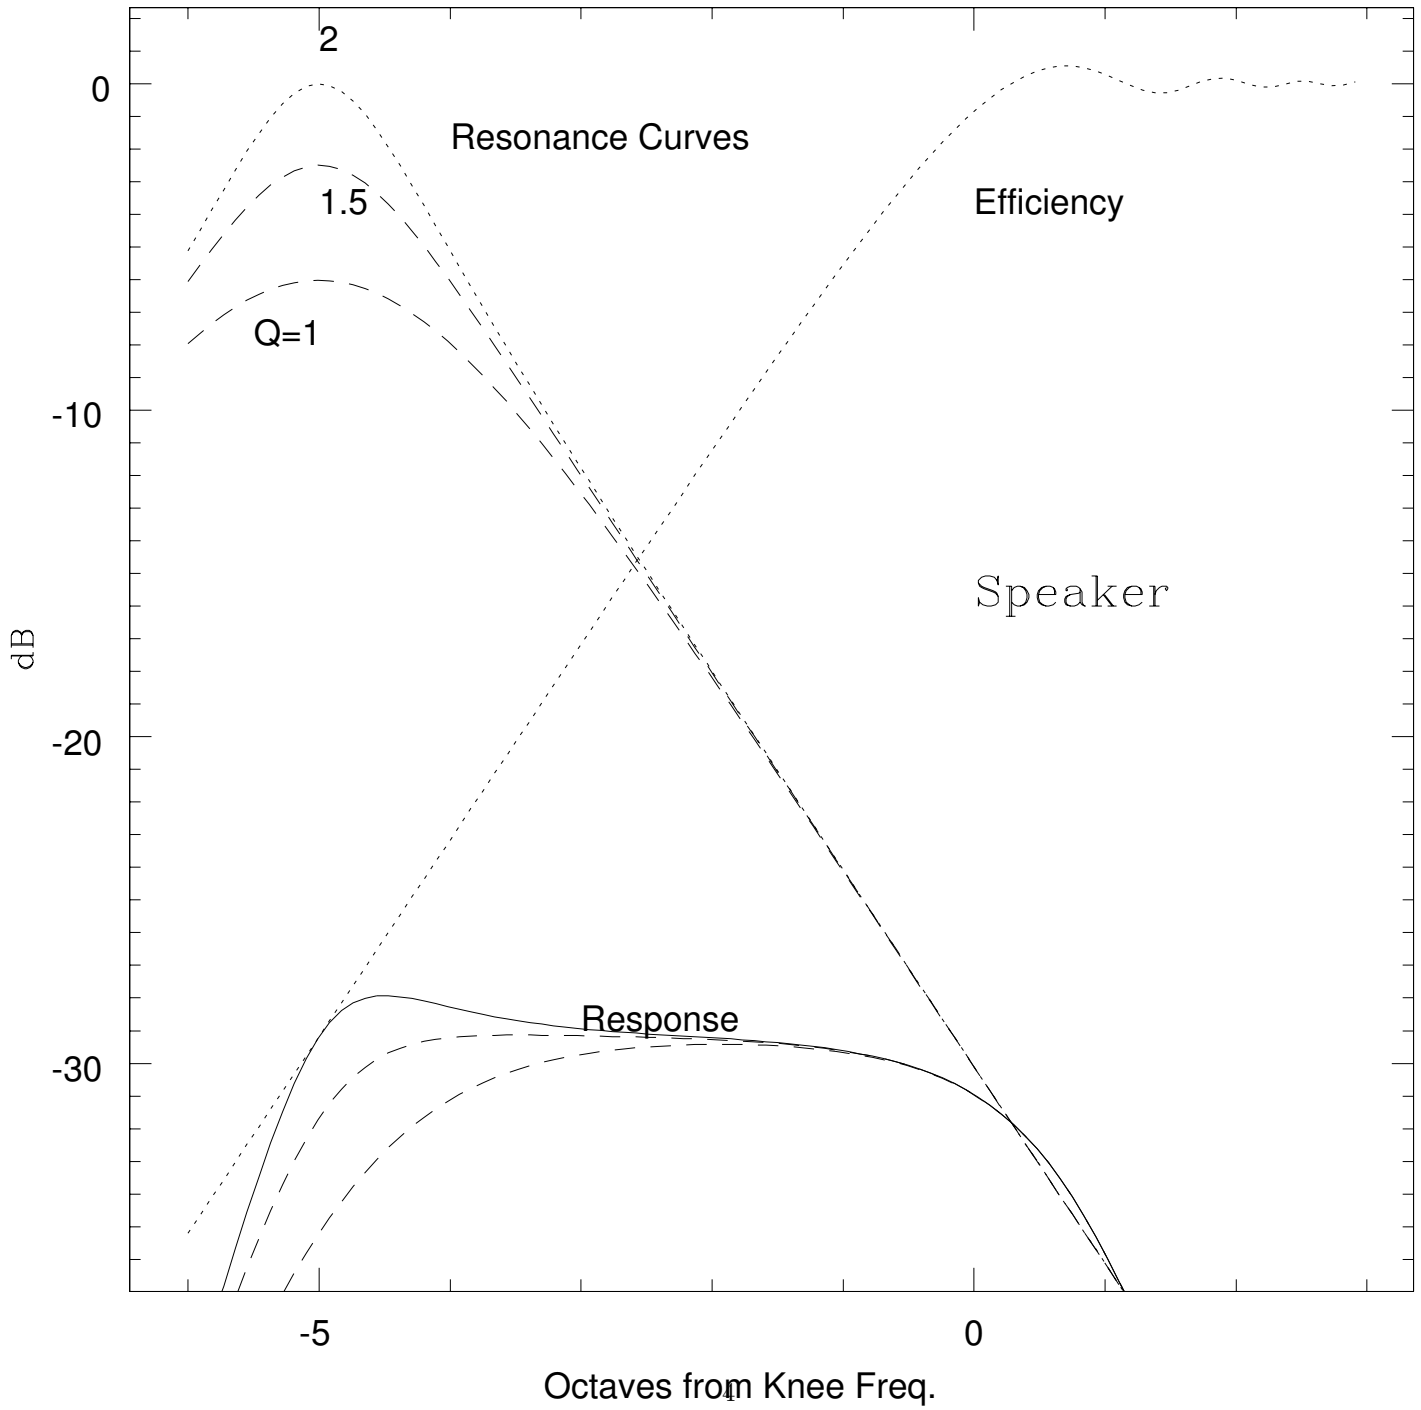 2
0
Resonance Curves
1.5
Efficiency
Q=1
-10
Speaker
dB
-20
Response
-30
-5
0
Octaves from Knee Freq.
4